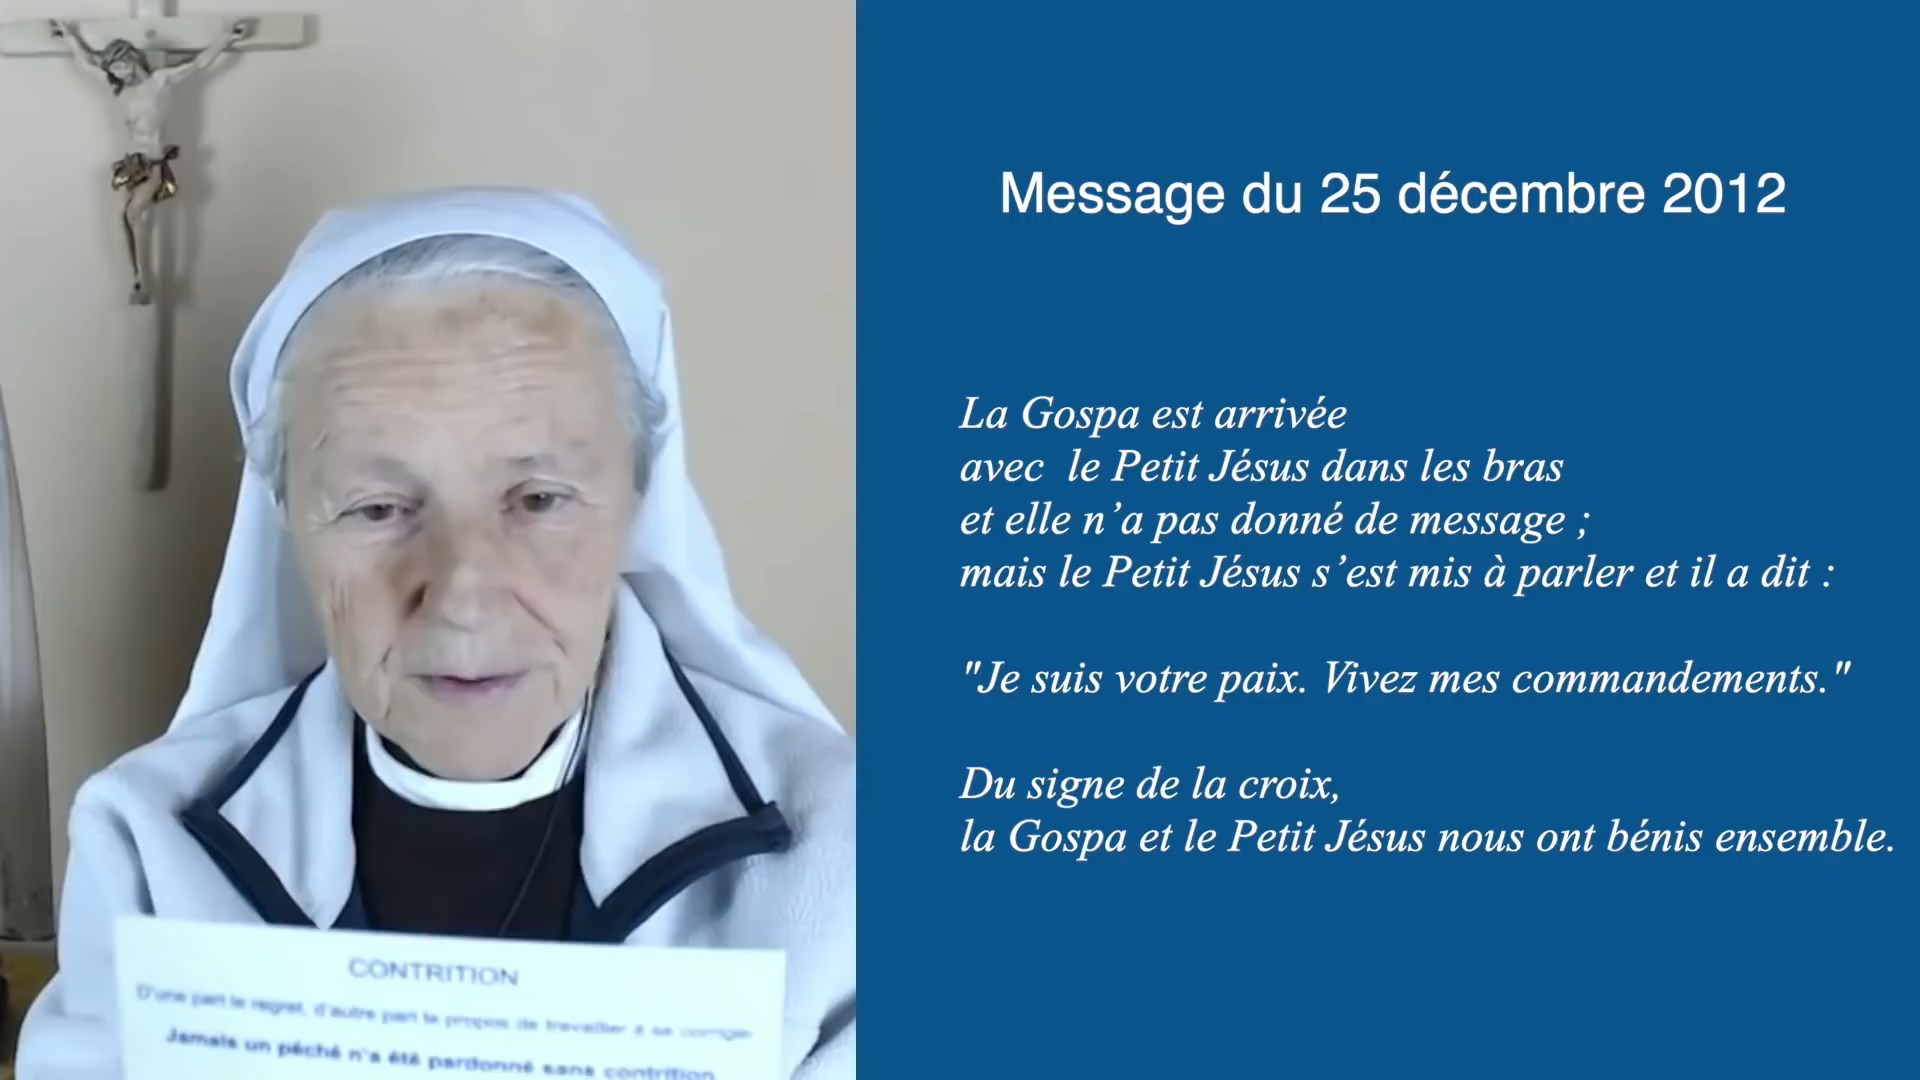 Message du 25 décembre 2012
La Gospa est arrivée
avec  le Petit Jésus dans les bras
et elle n’a pas donné de message ;
mais le Petit Jésus s’est mis à parler et il a dit :
"Je suis votre paix. Vivez mes commandements."
Du signe de la croix,
la Gospa et le Petit Jésus nous ont bénis ensemble.
CONTRITION
D'une part le regret, d'autre part le propos de travailler à se corriger
Jamais un péché n'a été pardonné sans contrition